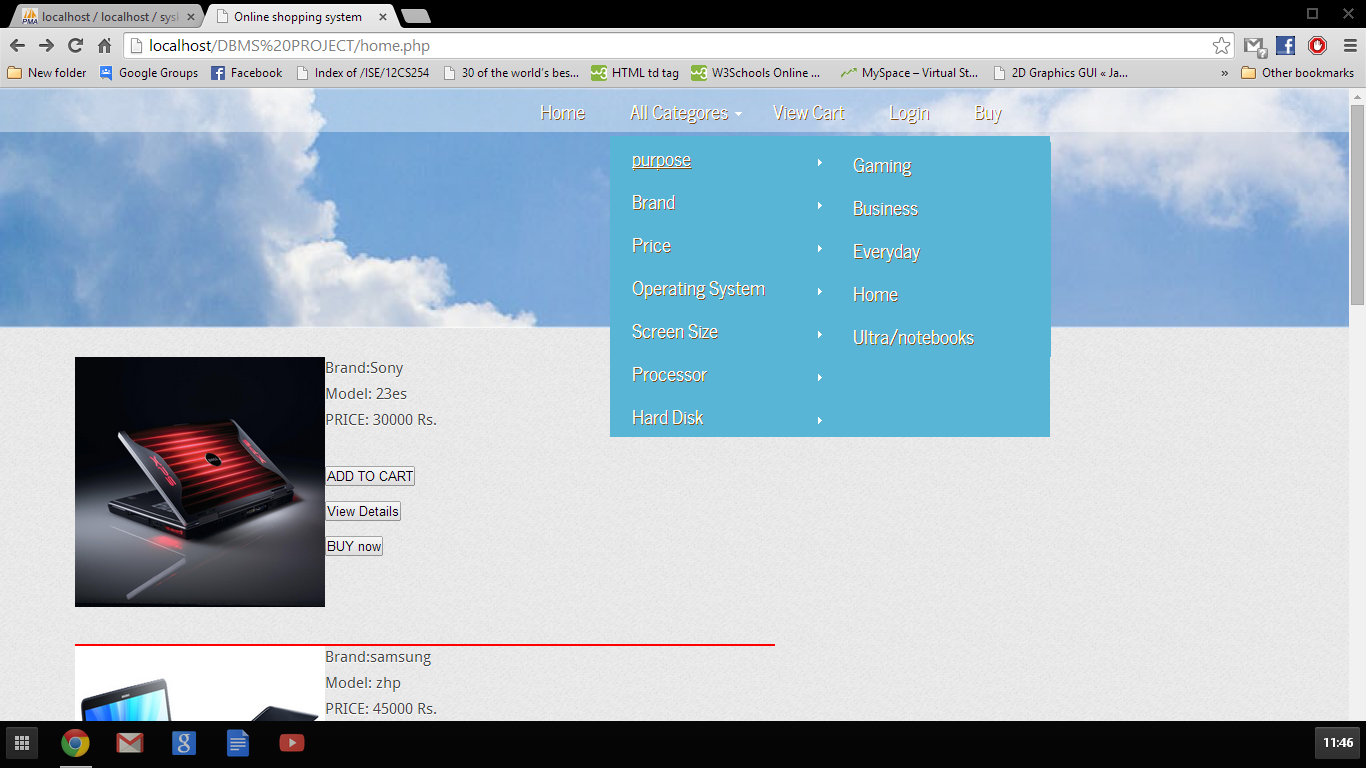 localhost / localhost / sysl
Online shopping system
localhost/DBMS%20PROJECT/home.php
New folder
Google Groups
Facebook
Index of /ISE/12CS254
30 of the world's bes...
HTML td tag
W3Schools Online ...
MySpace – Virtual St...
2D Graphics GUI « Ja...
»
Other bookmarks
Home
All Categores
View Cart
Login
Buy
purpose
Brand
Price
Operating System
Screen Size
Processor
Hard Disk
Gaming
Business
Everyday
Home
Ultra/notebooks
XPS
XPS
Brand:Sony
Model: 23es
PRICE: 30000 Rs.
ADD TO CART
View Details
BUY now
Brand:samsung
Model: zhp
PRICE: 45000 Rs.
11:46